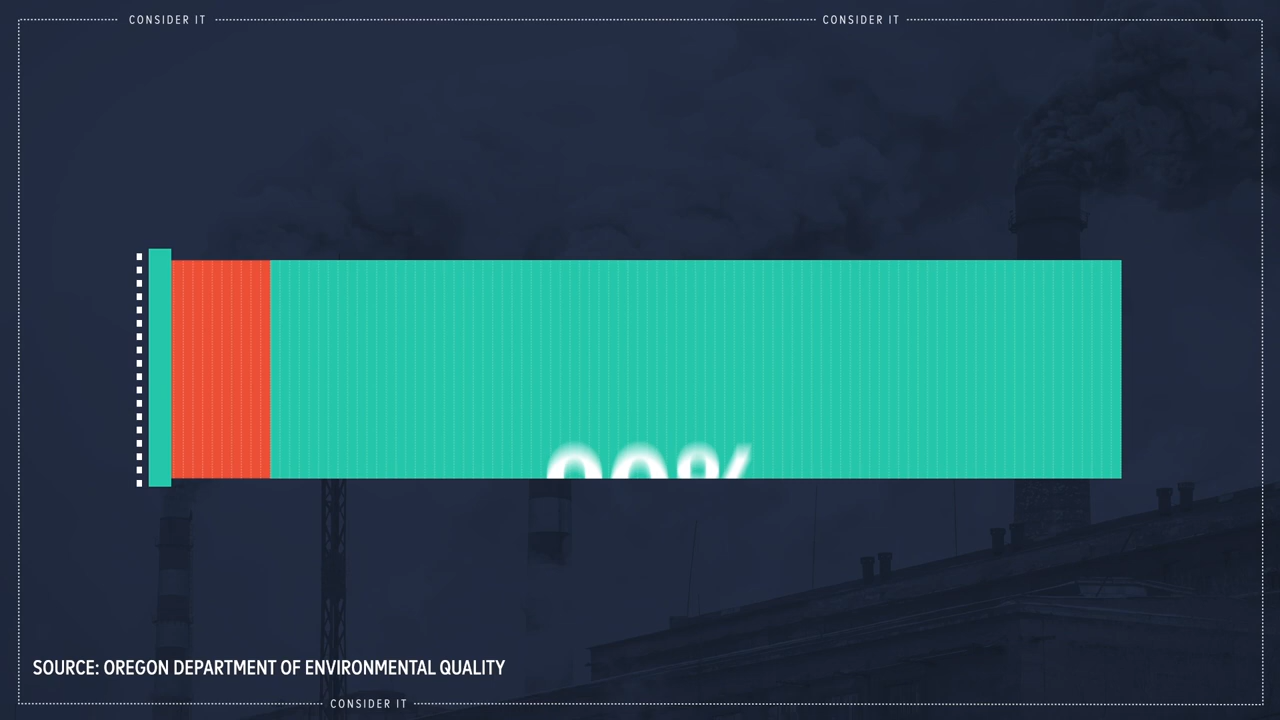 CONSIDER IT
CONSIDER IT
SOURCE: OREGON DEPARTMENT OF ENVIRONMENTAL QUALITY
CONSIDER IT